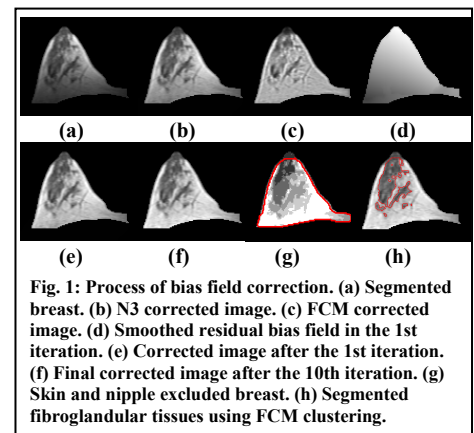 (a) (b) (c) (d)
(e) (f) (g) (h)
Fig. 1: Process of bias field correction. (a) Segmented
breast. (b) N3 corrected image. (c) FCM corrected
image. (d) Smoothed residual bias field in the 1st
iteration. (e) Corrected image after the 1st iteration.
(f) Final corrected image after the 10th iteration. (g)
Skin and nipple excluded breast. (h) Segmented
fibroglandular tissues using FCM clustering.